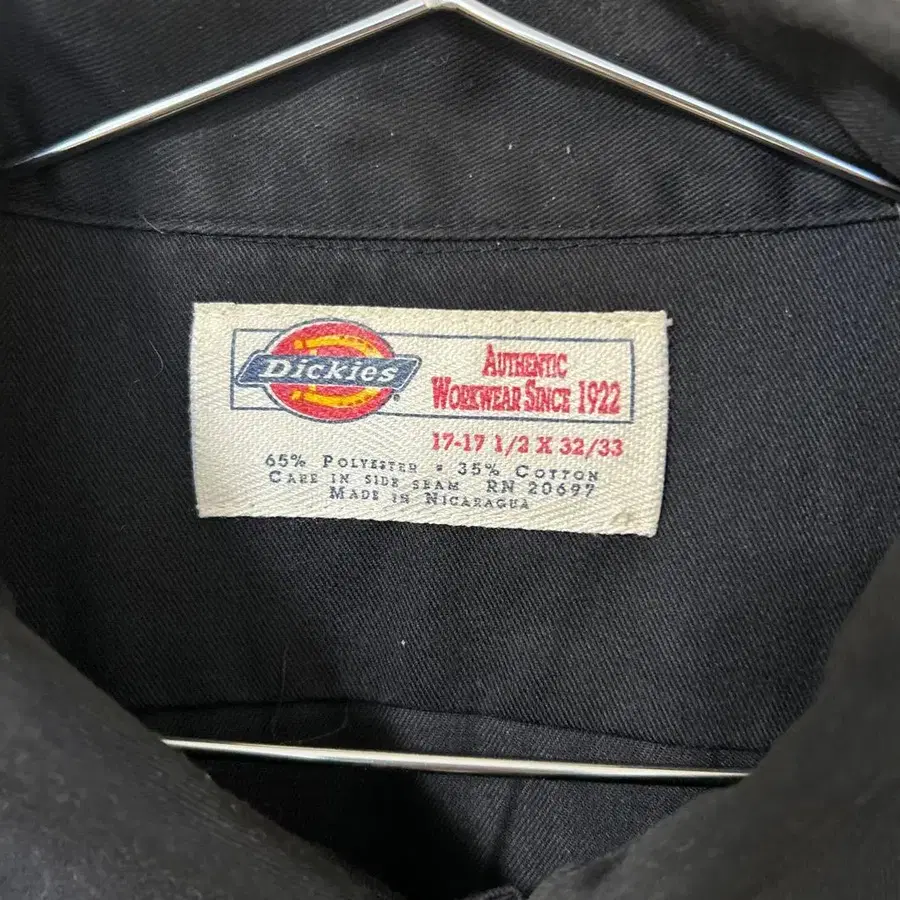 Dickies
AUTHENTIC
WORKWEAR SINCE 1922
17-17 1/2 X 32/33
65% POLYESTER • 35% COTTON
CARE IN SIDE SEAM RN 20697
MADE IN NICARAGUA